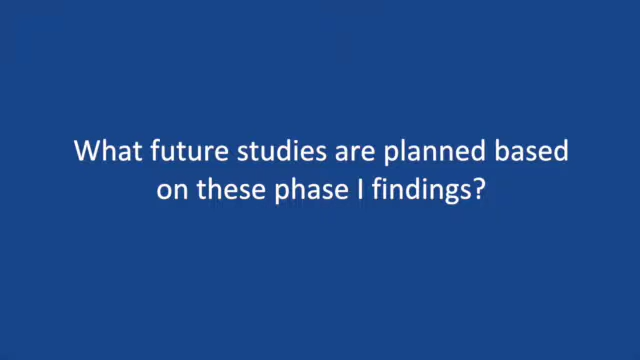 What future studies are planned based
on these phase I findings?